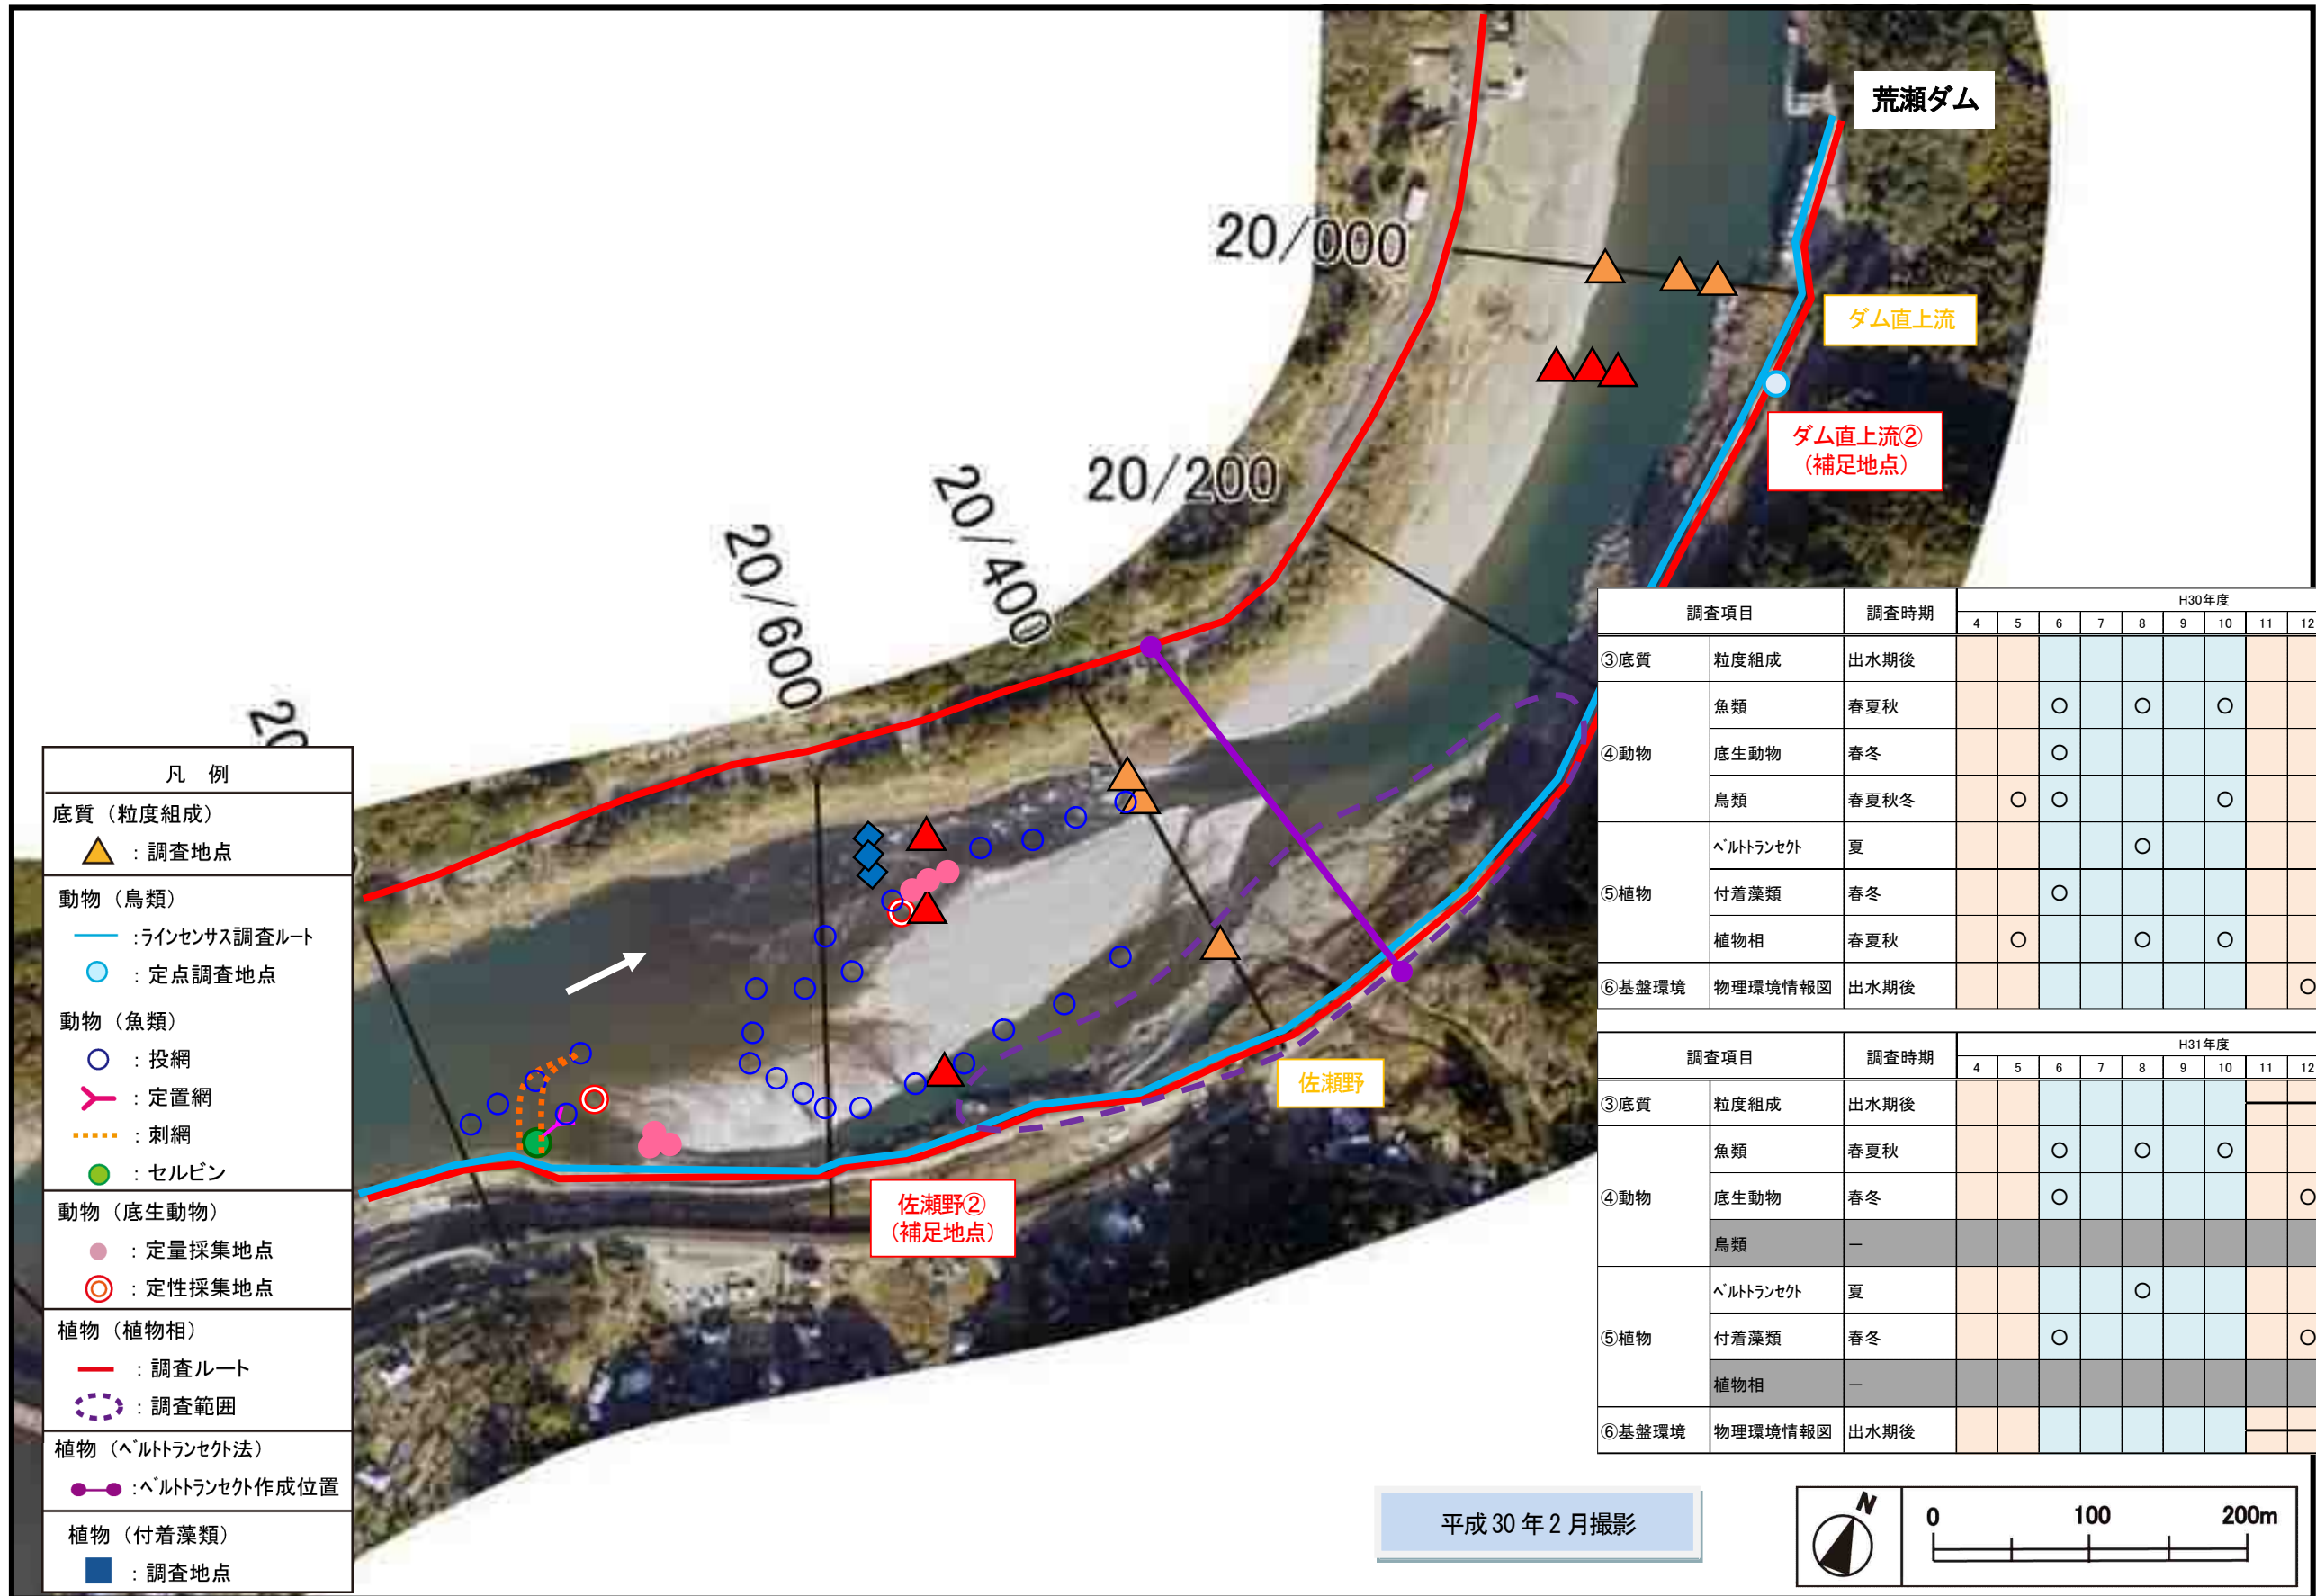 荒瀬ダム
20/000
ダム直上流
ダム直上流②
（補足地点）
20/200
20/400
20/600
20
佐瀬野
佐瀬野②
（補足地点）
凡 例
底質（粒度組成）
：調査地点
動物（鳥類）
：ラインセンサス調査ルート
：定点調査地点
動物（魚類）
：投網
：定置網
：刺網
：セルビン
動物（底生動物）
：定量採集地点
：定性採集地点
植物（植物相）
：調査ルート
：調査範囲
植物（ベルトトランセクト法）
：ベルトトランセクト作成位置
植物（付着藻類）
：調査地点
調査項目 調査時期 H30年度
4 5 6 7 8 9 10 11 12
③底質 粒度組成 出水期後
④動物 魚類 春夏秋 ○ ○ ○
底生動物 春冬 ○
鳥類 春夏秋冬 ○ ○ ○
⑤植物 ベルトトランセクト 夏 ○
付着藻類 春冬 ○
植物相 春夏秋 ○ ○ ○
⑥基盤環境 物理環境情報図 出水期後 ○
調査項目 調査時期 H31年度
4 5 6 7 8 9 10 11 12
③底質 粒度組成 出水期後
④動物 魚類 春夏秋 ○ ○ ○
底生動物 春冬 ○ ○
鳥類 －
⑤植物 ベルトトランセクト 夏 ○
付着藻類 春冬 ○ ○
植物相 －
⑥基盤環境 物理環境情報図 出水期後
平成30年2月撮影
N
0 100 200m